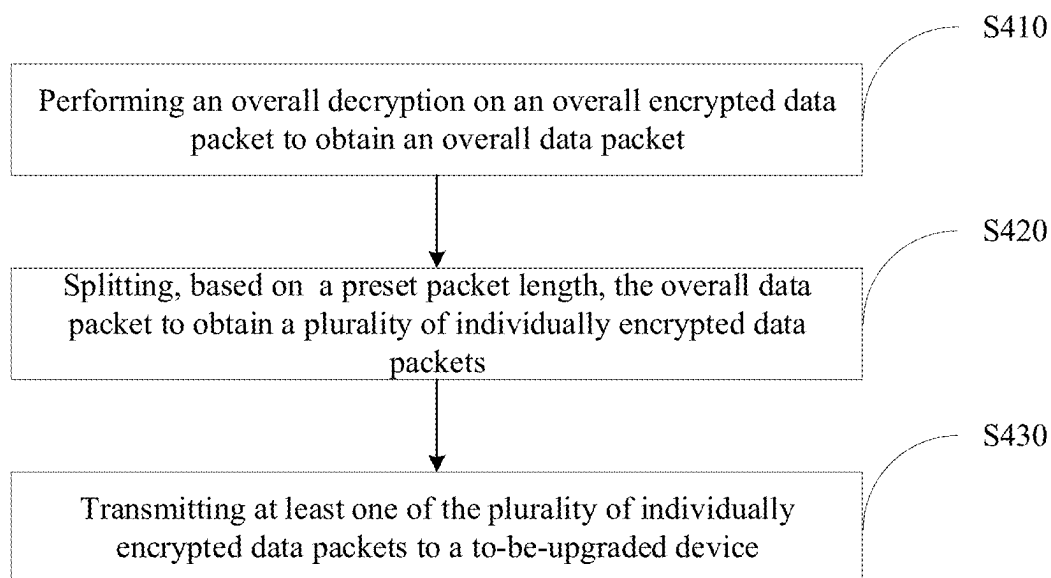 S410
Performing an overall decryption on an overall encrypted data
packet to obtain an overall data packet
S420
Splitting, based on a preset packet length, the overall data
packet to obtain a plurality of individually encrypted data
packets
S430
Transmitting at least one of the plurality of individually
encrypted data packets to a to-be-upgraded device